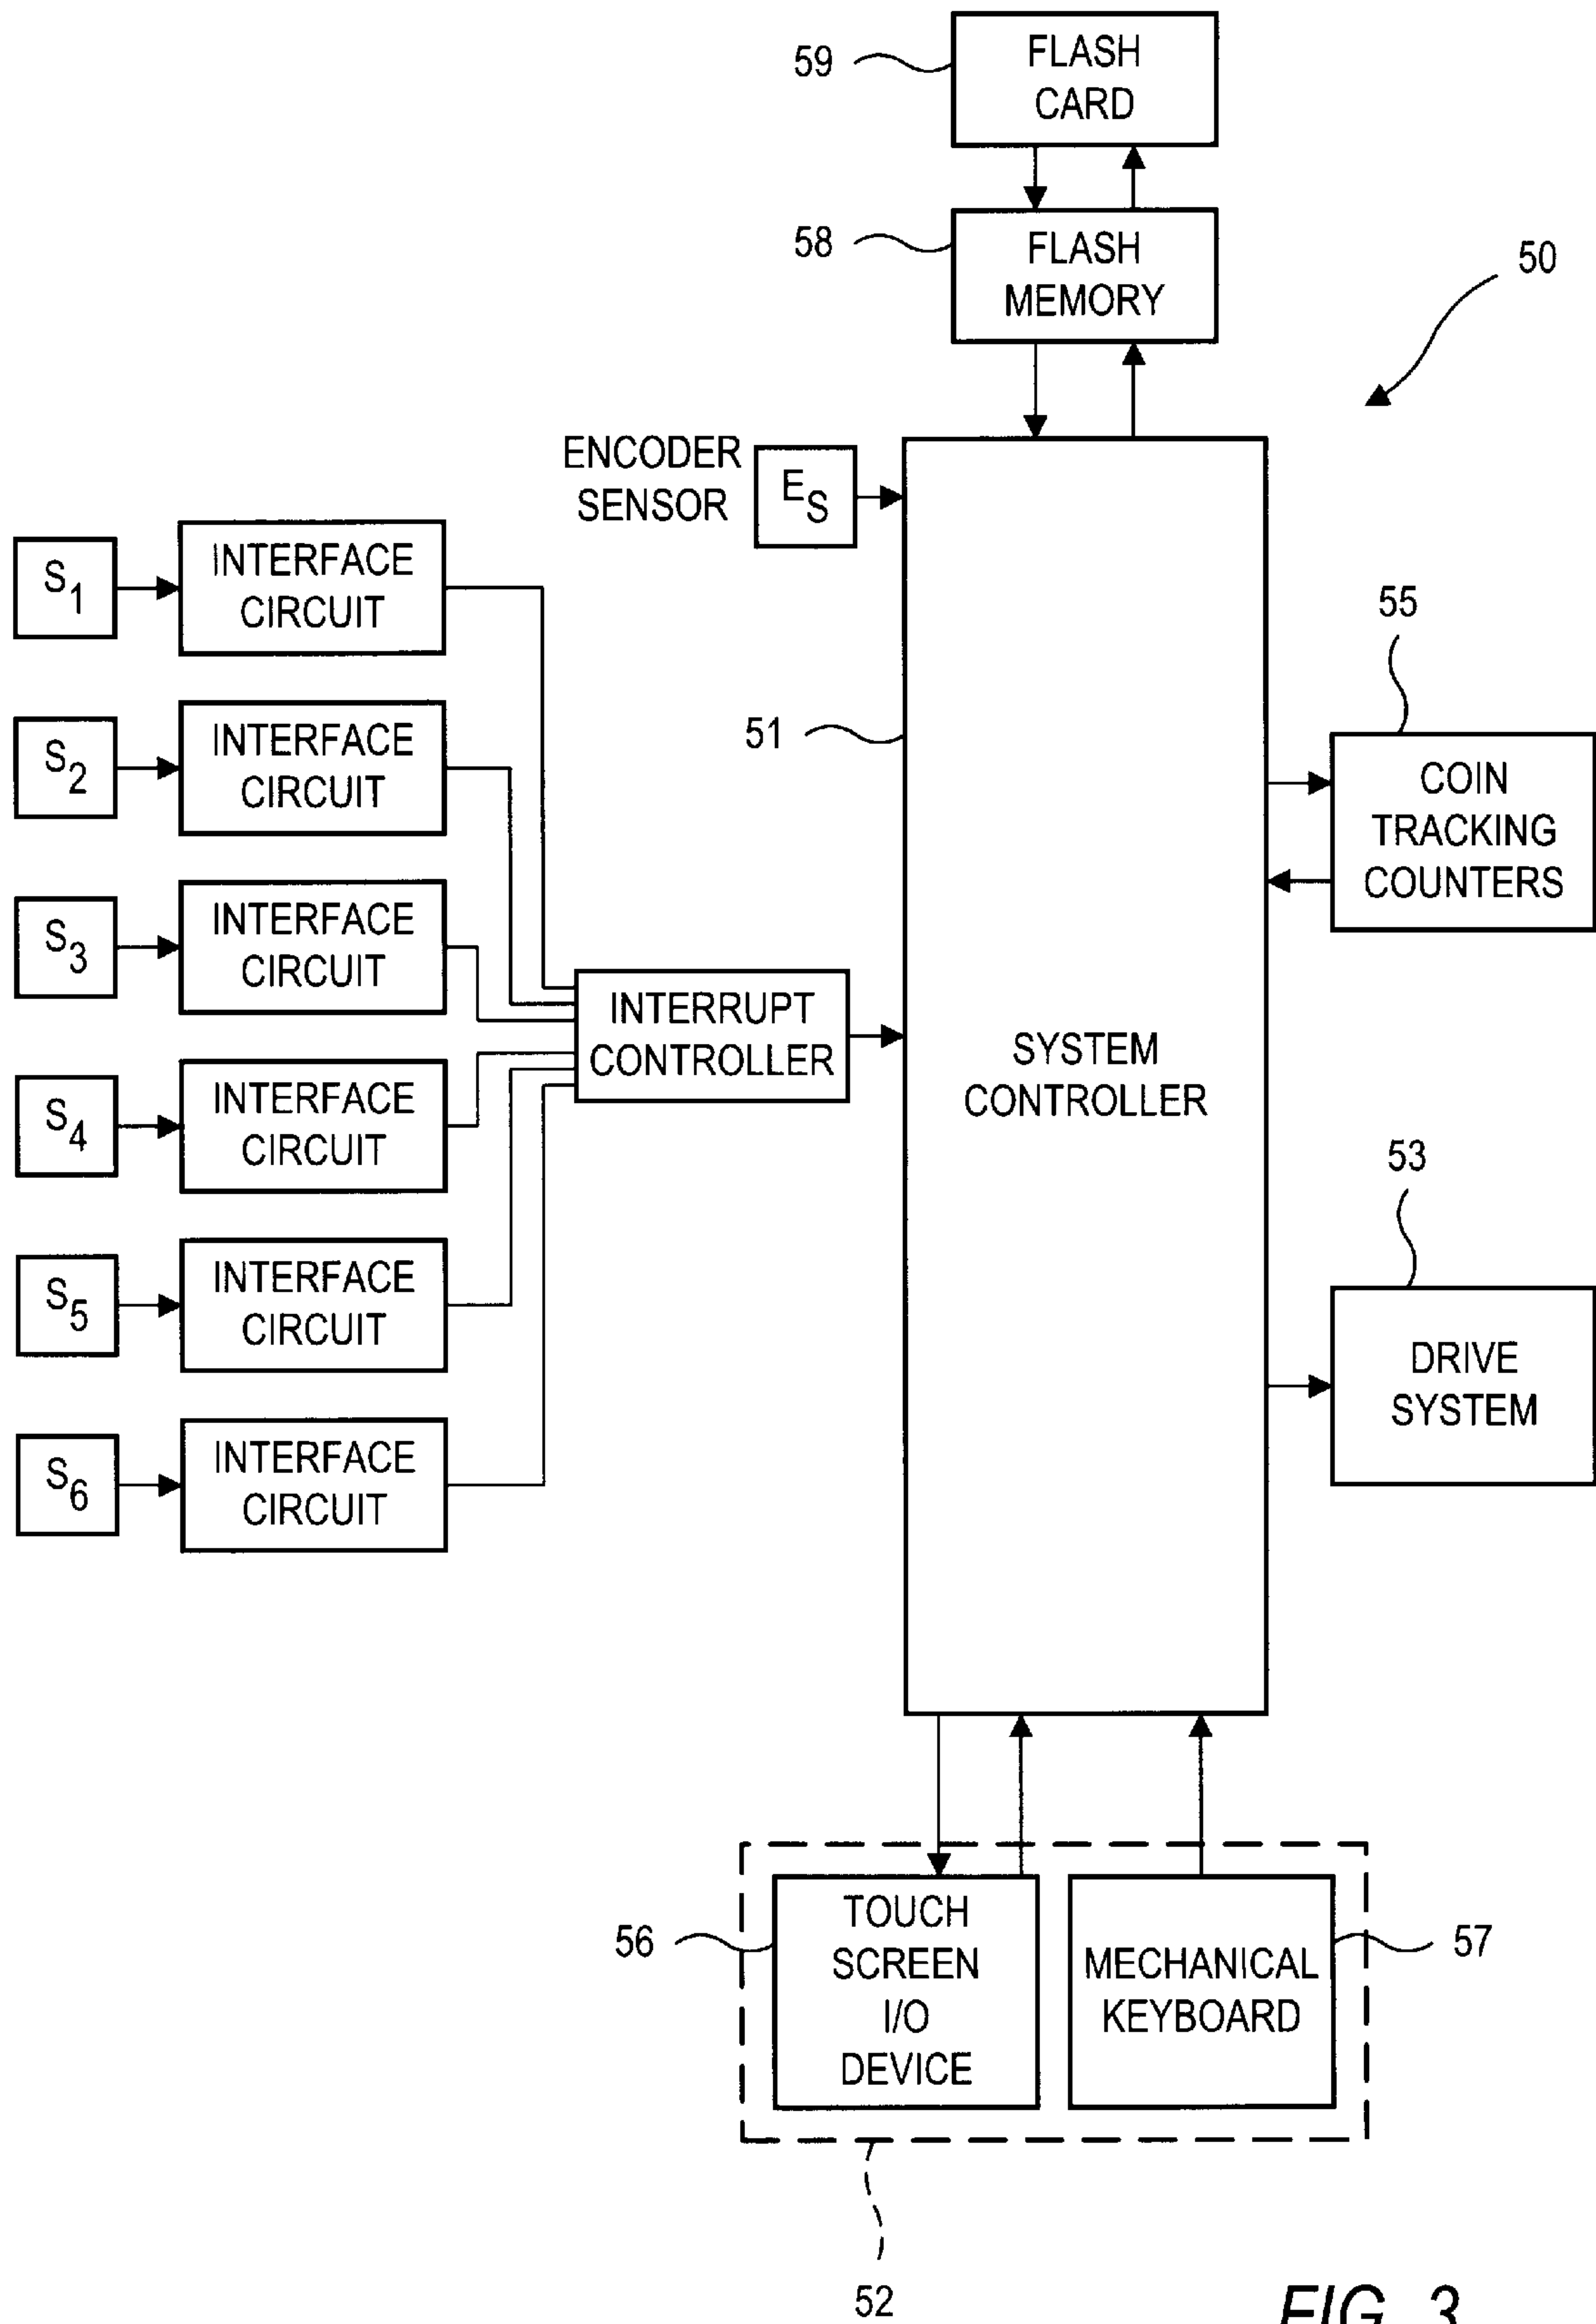 59
FLASH
CARD
58
FLASH
MEMORY
50
ENCODER
SENSOR
ES
S1
INTERFACE
CIRCUIT
S2
INTERFACE
CIRCUIT
S3
INTERFACE
CIRCUIT
S4
INTERFACE
CIRCUIT
S5
INTERFACE
CIRCUIT
S6
INTERFACE
CIRCUIT
INTERRUPT
CONTROLLER
51
SYSTEM
CONTROLLER
55
COIN
TRACKING
COUNTERS
53
DRIVE
SYSTEM
56
TOUCH
SCREEN
I/O
DEVICE
MECHANICAL
KEYBOARD
57
52
FIG. 3